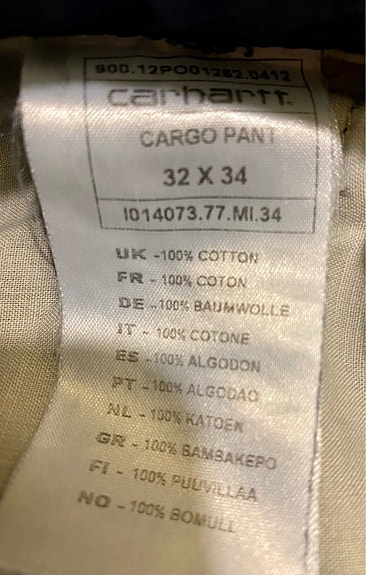 900.12PO01262.0412
carhartt.
CARGO PANT
32 X 34
I014073.77.MI.34
UK -100% COTTON
FR - 100% COTON
DE - 100% BAUMWOLLE
IT - 100% COTONE
ES - 100% ALGODON
PT - 100% ALGODAO
NL - 100% KATOEN
GR - 100% BAMBAKEPO
FI - 100% PUUVILLAA
NO - 100% BOMULL